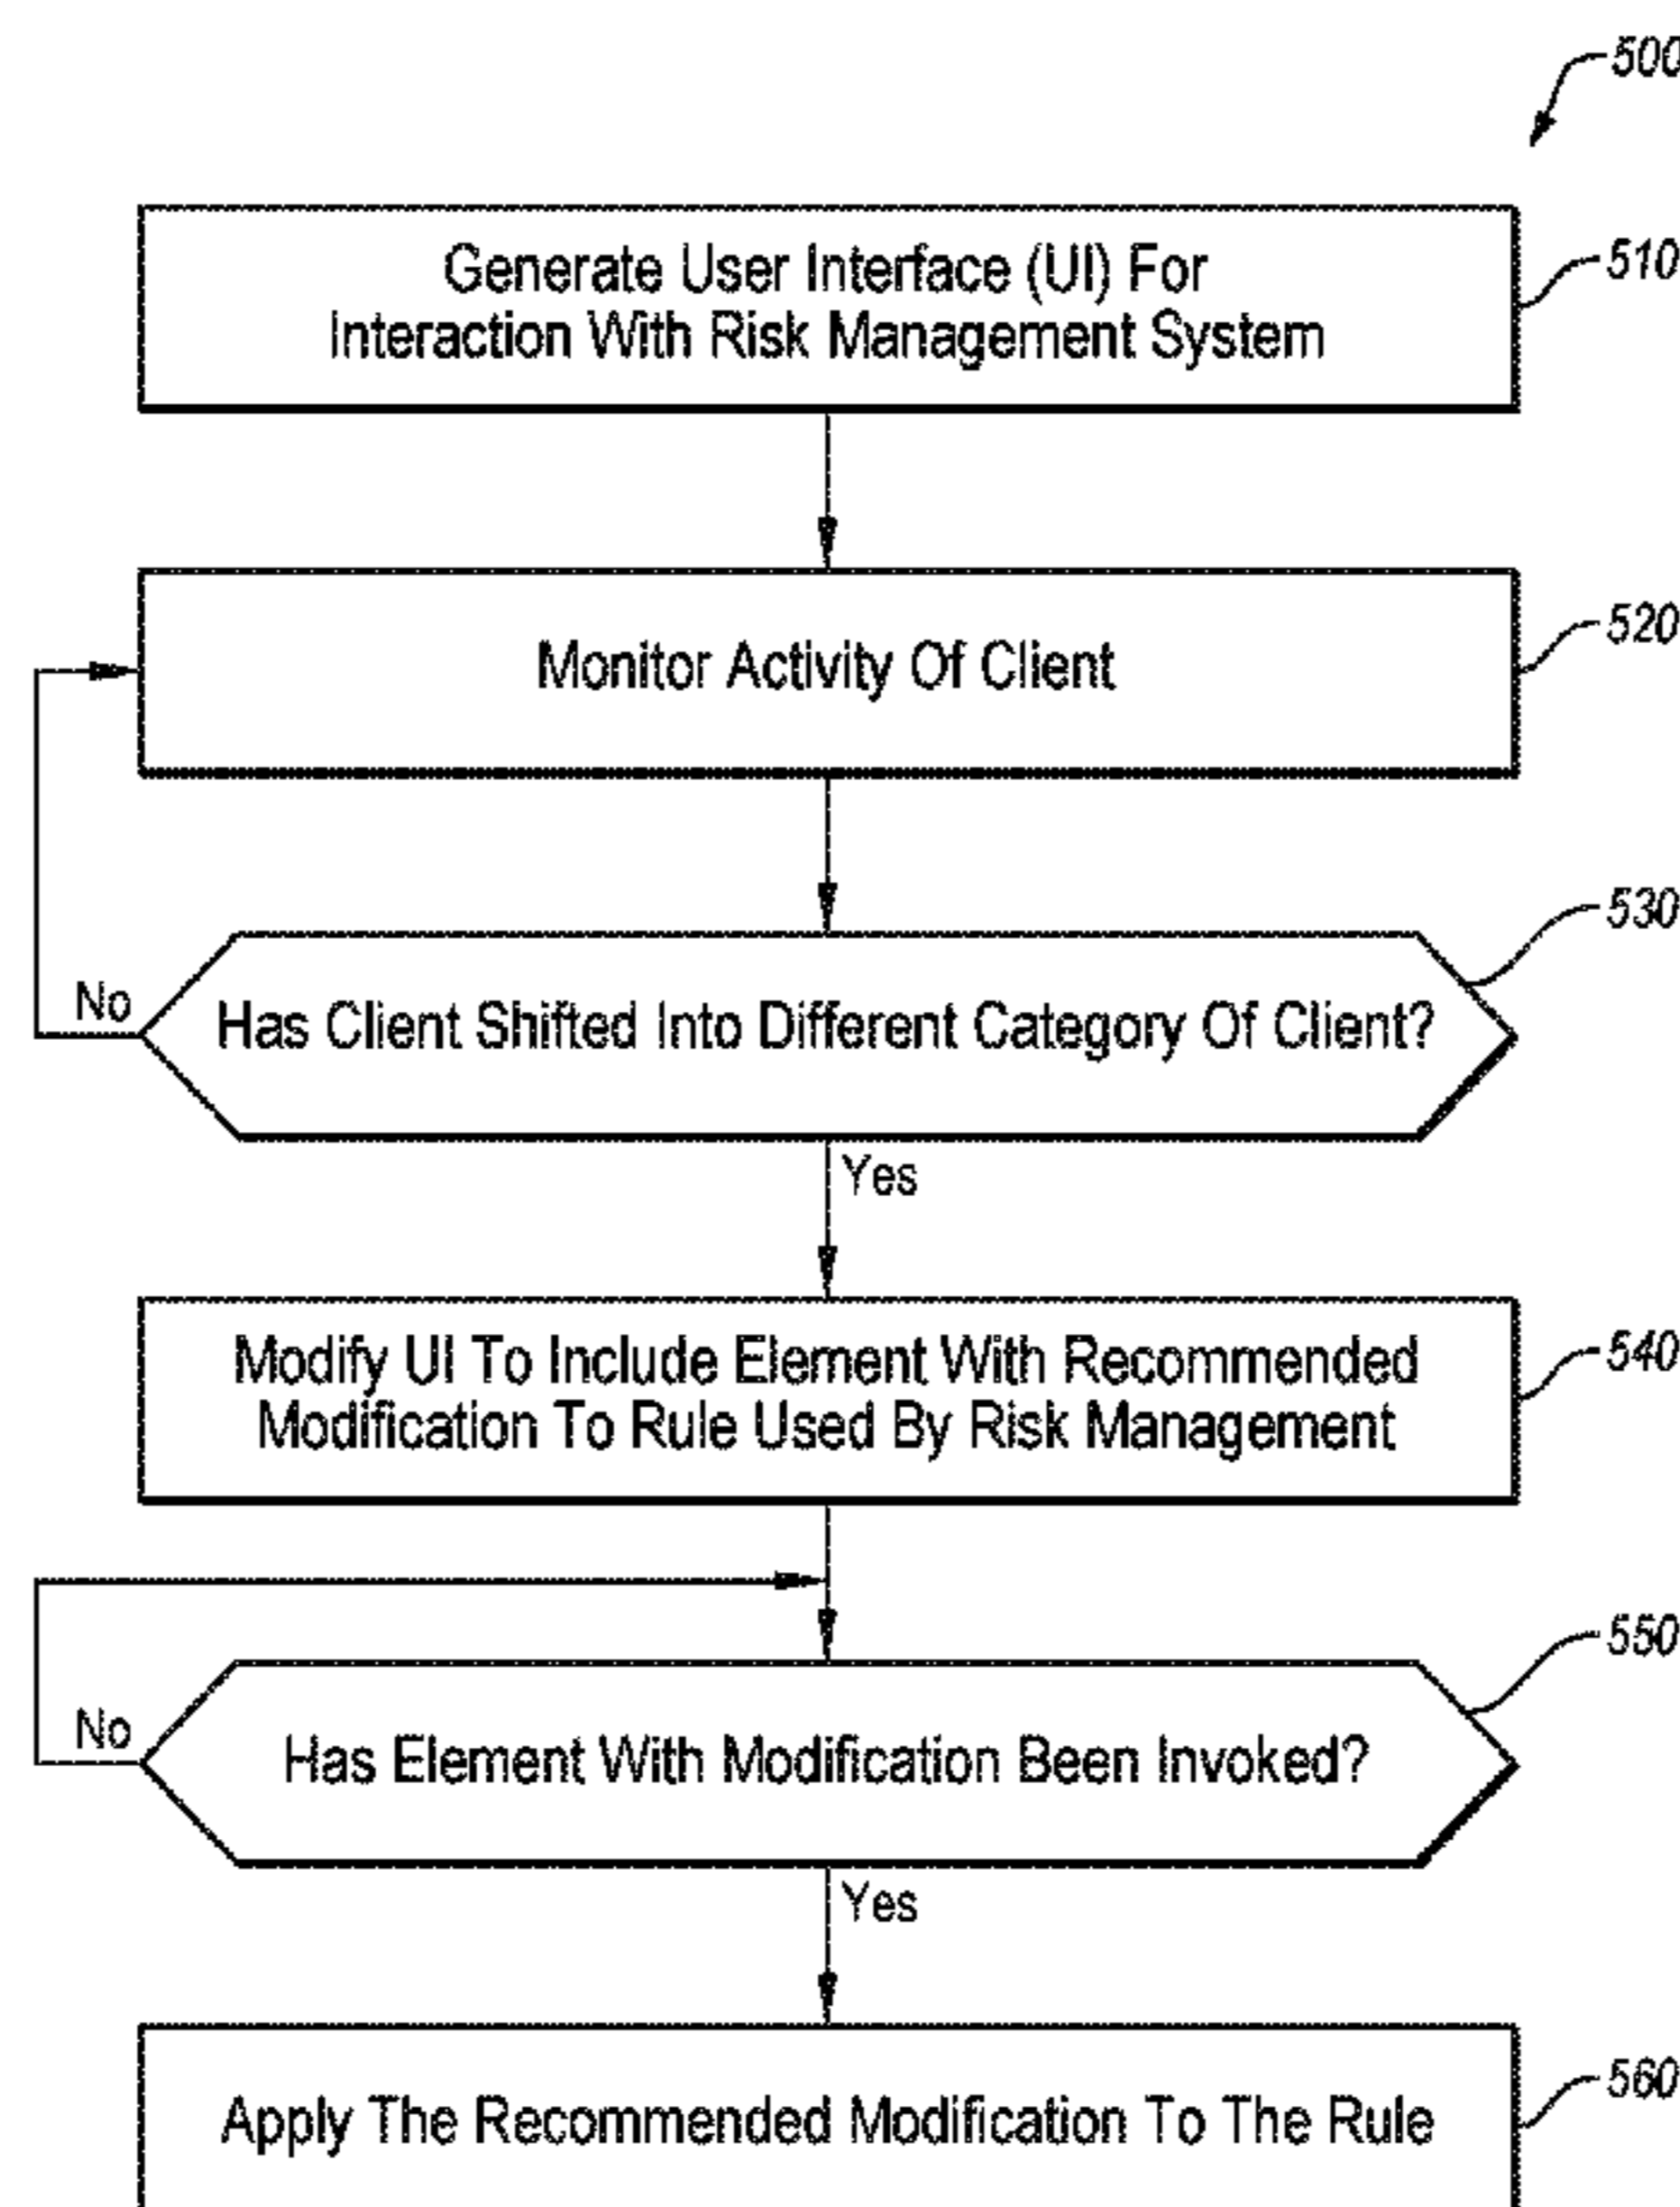 500
Generate User Interface (UI) For
Interaction With Risk Management System
510
Monitor Activity Of Client
520
530
No
Has Client Shifted Into Different Category Of Client?
Yes
Modify UI To Include Element With Recommended
Modification To Rule Used By Risk Management
540
550
No
Has Element With Modification Been Invoked?
Yes
Apply The Recommended Modification To The Rule
560